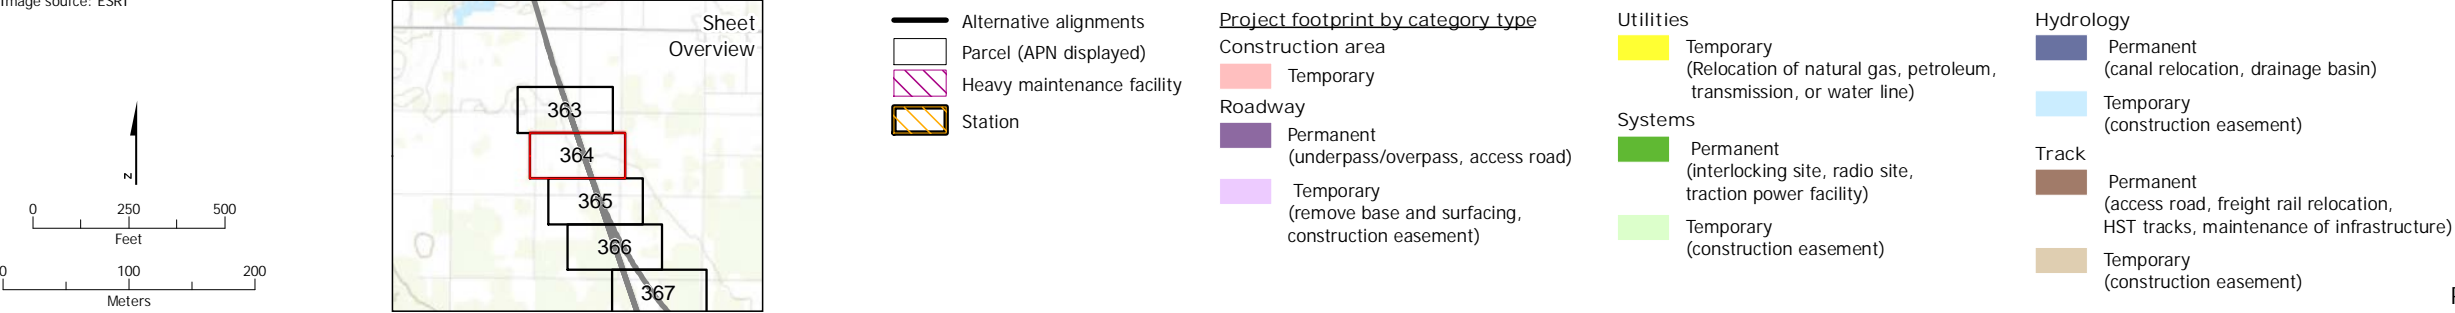 Image source: ESRI
N
0 250 500
Feet
0 100 200
Meters
Sheet
Overview
363
364
365
366
367
Alternative alignments
Parcel (APN displayed)
Heavy maintenance facility
Station
Project footprint by category type
Construction area
Temporary
Roadway
Permanent
(underpass/overpass, access road)
Temporary
(remove base and surfacing,
construction easement)
Utilities
Temporary
(Relocation of natural gas, petroleum,
transmission, or water line)
Systems
Permanent
(interlocking site, radio site,
traction power facility)
Temporary
(construction easement)
Hydrology
Permanent
(canal relocation, drainage basin)
Temporary
(construction easement)
Track
Permanent
(access road, freight rail relocation,
HST tracks, maintenance of infrastructure)
Temporary
(construction easement)